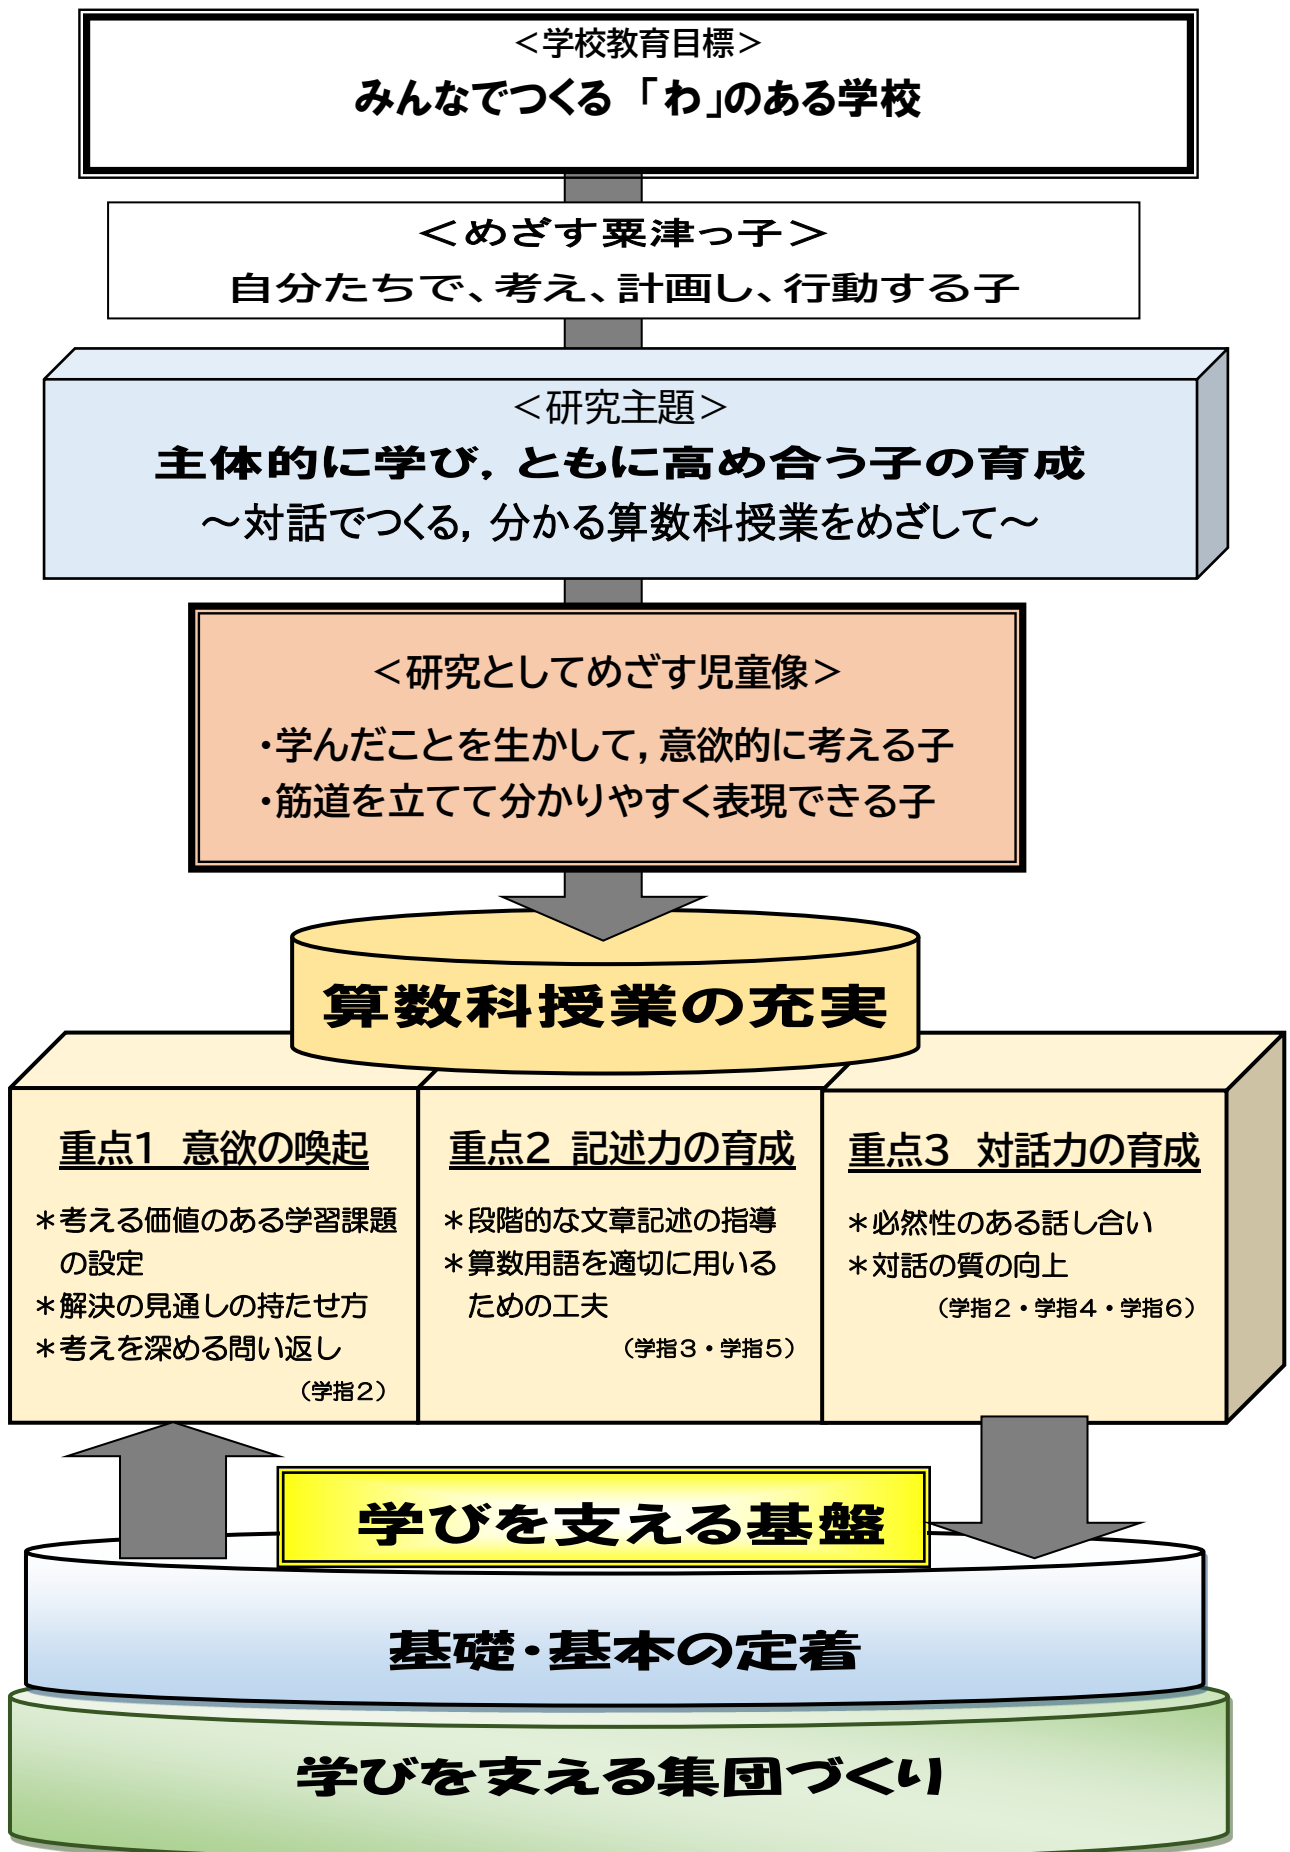 ＜学校教育目標＞
みんなでつくる 「わ」のある学校
＜めざす粟津っ子＞
自分たちで、考え、計画し、行動する子
＜研究主題＞
主体的に学び，ともに高め合う子の育成
～対話でつくる，分かる算数科授業をめざして～
＜研究としてめざす児童像＞
・学んだことを生かして，意欲的に考える子
・筋道を立てて分かりやすく表現できる子
算数科授業の充実
重点1　意欲の喚起
＊考える価値のある学習課題
の設定
＊解決の見通しの持たせ方
＊考えを深める問い返し
（学指２）
重点2　記述力の育成
＊段階的な文章記述の指導
＊算数用語を適切に用いる
ための工夫
（学指３・学指５）
重点3　対話力の育成
＊必然性のある話し合い
＊対話の質の向上
（学指２・学指４・学指６）
学びを支える基盤
基礎・基本の定着
学びを支える集団づくり